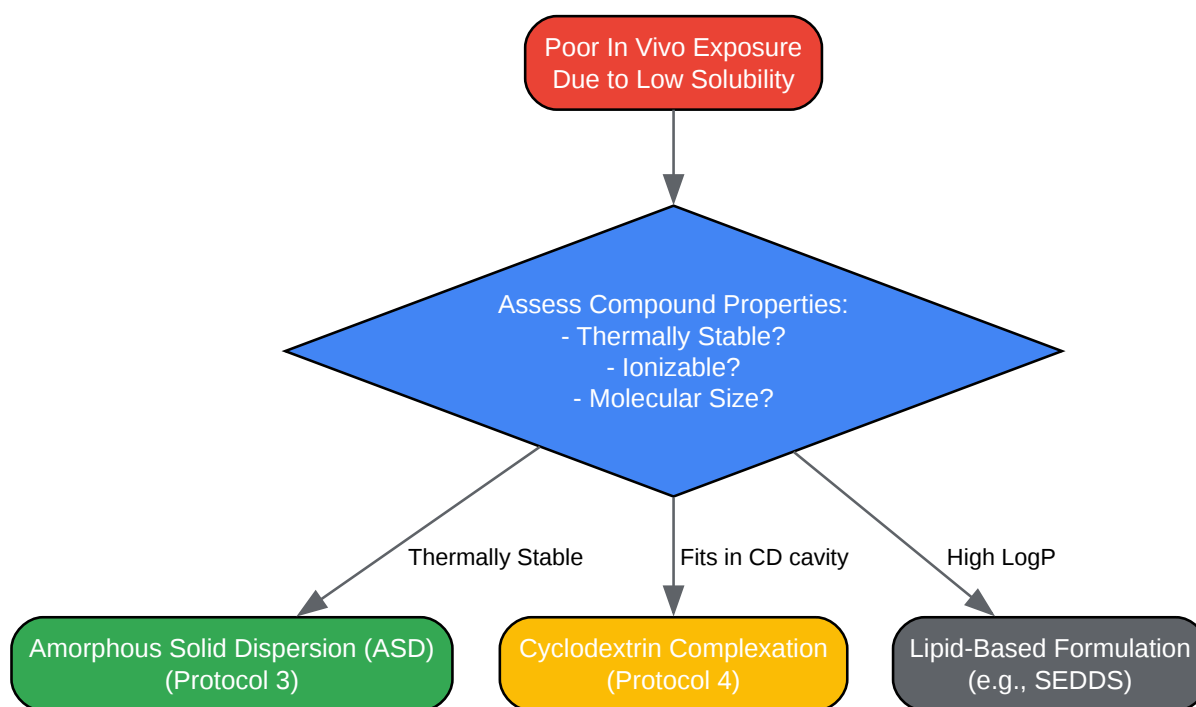 Poor In Vivo Exposure
Due to Low Solubility
Assess Compound Properties:
- Thermally Stable?
- Ionizable?
- Molecular Size?
Thermally Stable
Fits in CD cavity
High LogP
Amorphous Solid Dispersion (ASD)
(Protocol 3)
Cyclodextrin Complexation
(Protocol 4)
Lipid-Based Formulation
(e.g., SEDDS)